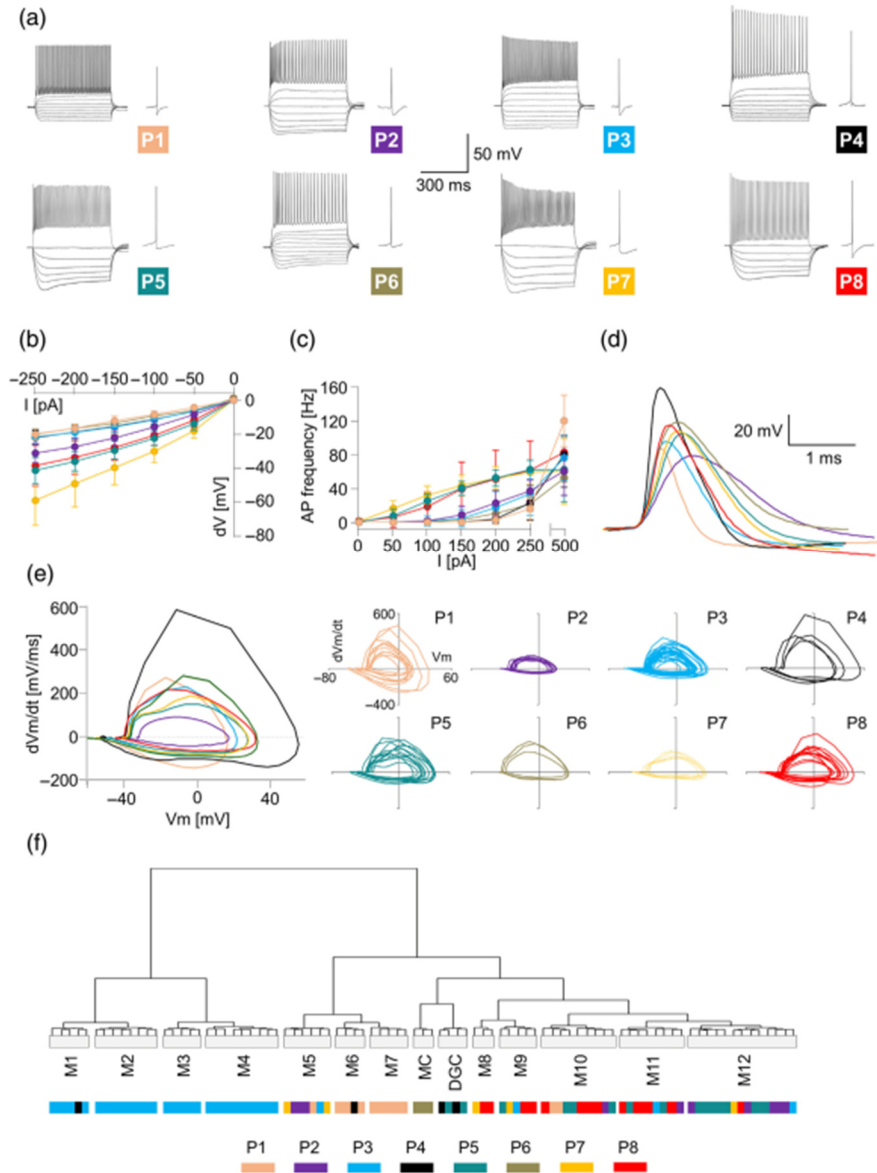 (a)
P1 P2 P3 P4
50 mV
300 ms
P5 P6 P7 P8
(b)
−250 −200 −150 −100 −50 0
I [pA]
0
−20
−40
−60
−80
dV [mV]
(c)
160
120
80
40
0
AP frequency [Hz]
0 50 100 150 200 250 500
I [pA]
(d)
20 mV
1 ms
(e)
600
400
200
0
−200
dVm/dt [mV/ms]
−40 0 40
Vm [mV]
600 P1 P2 P3 P4
dVm/dt
Vm
−80 60
−400
P5 P6 P7 P8
(f)
M1 M2 M3 M4 M5 M6 M7 MC DGC M8 M9 M10 M11 M12
P1 P2 P3 P4 P5 P6 P7 P8